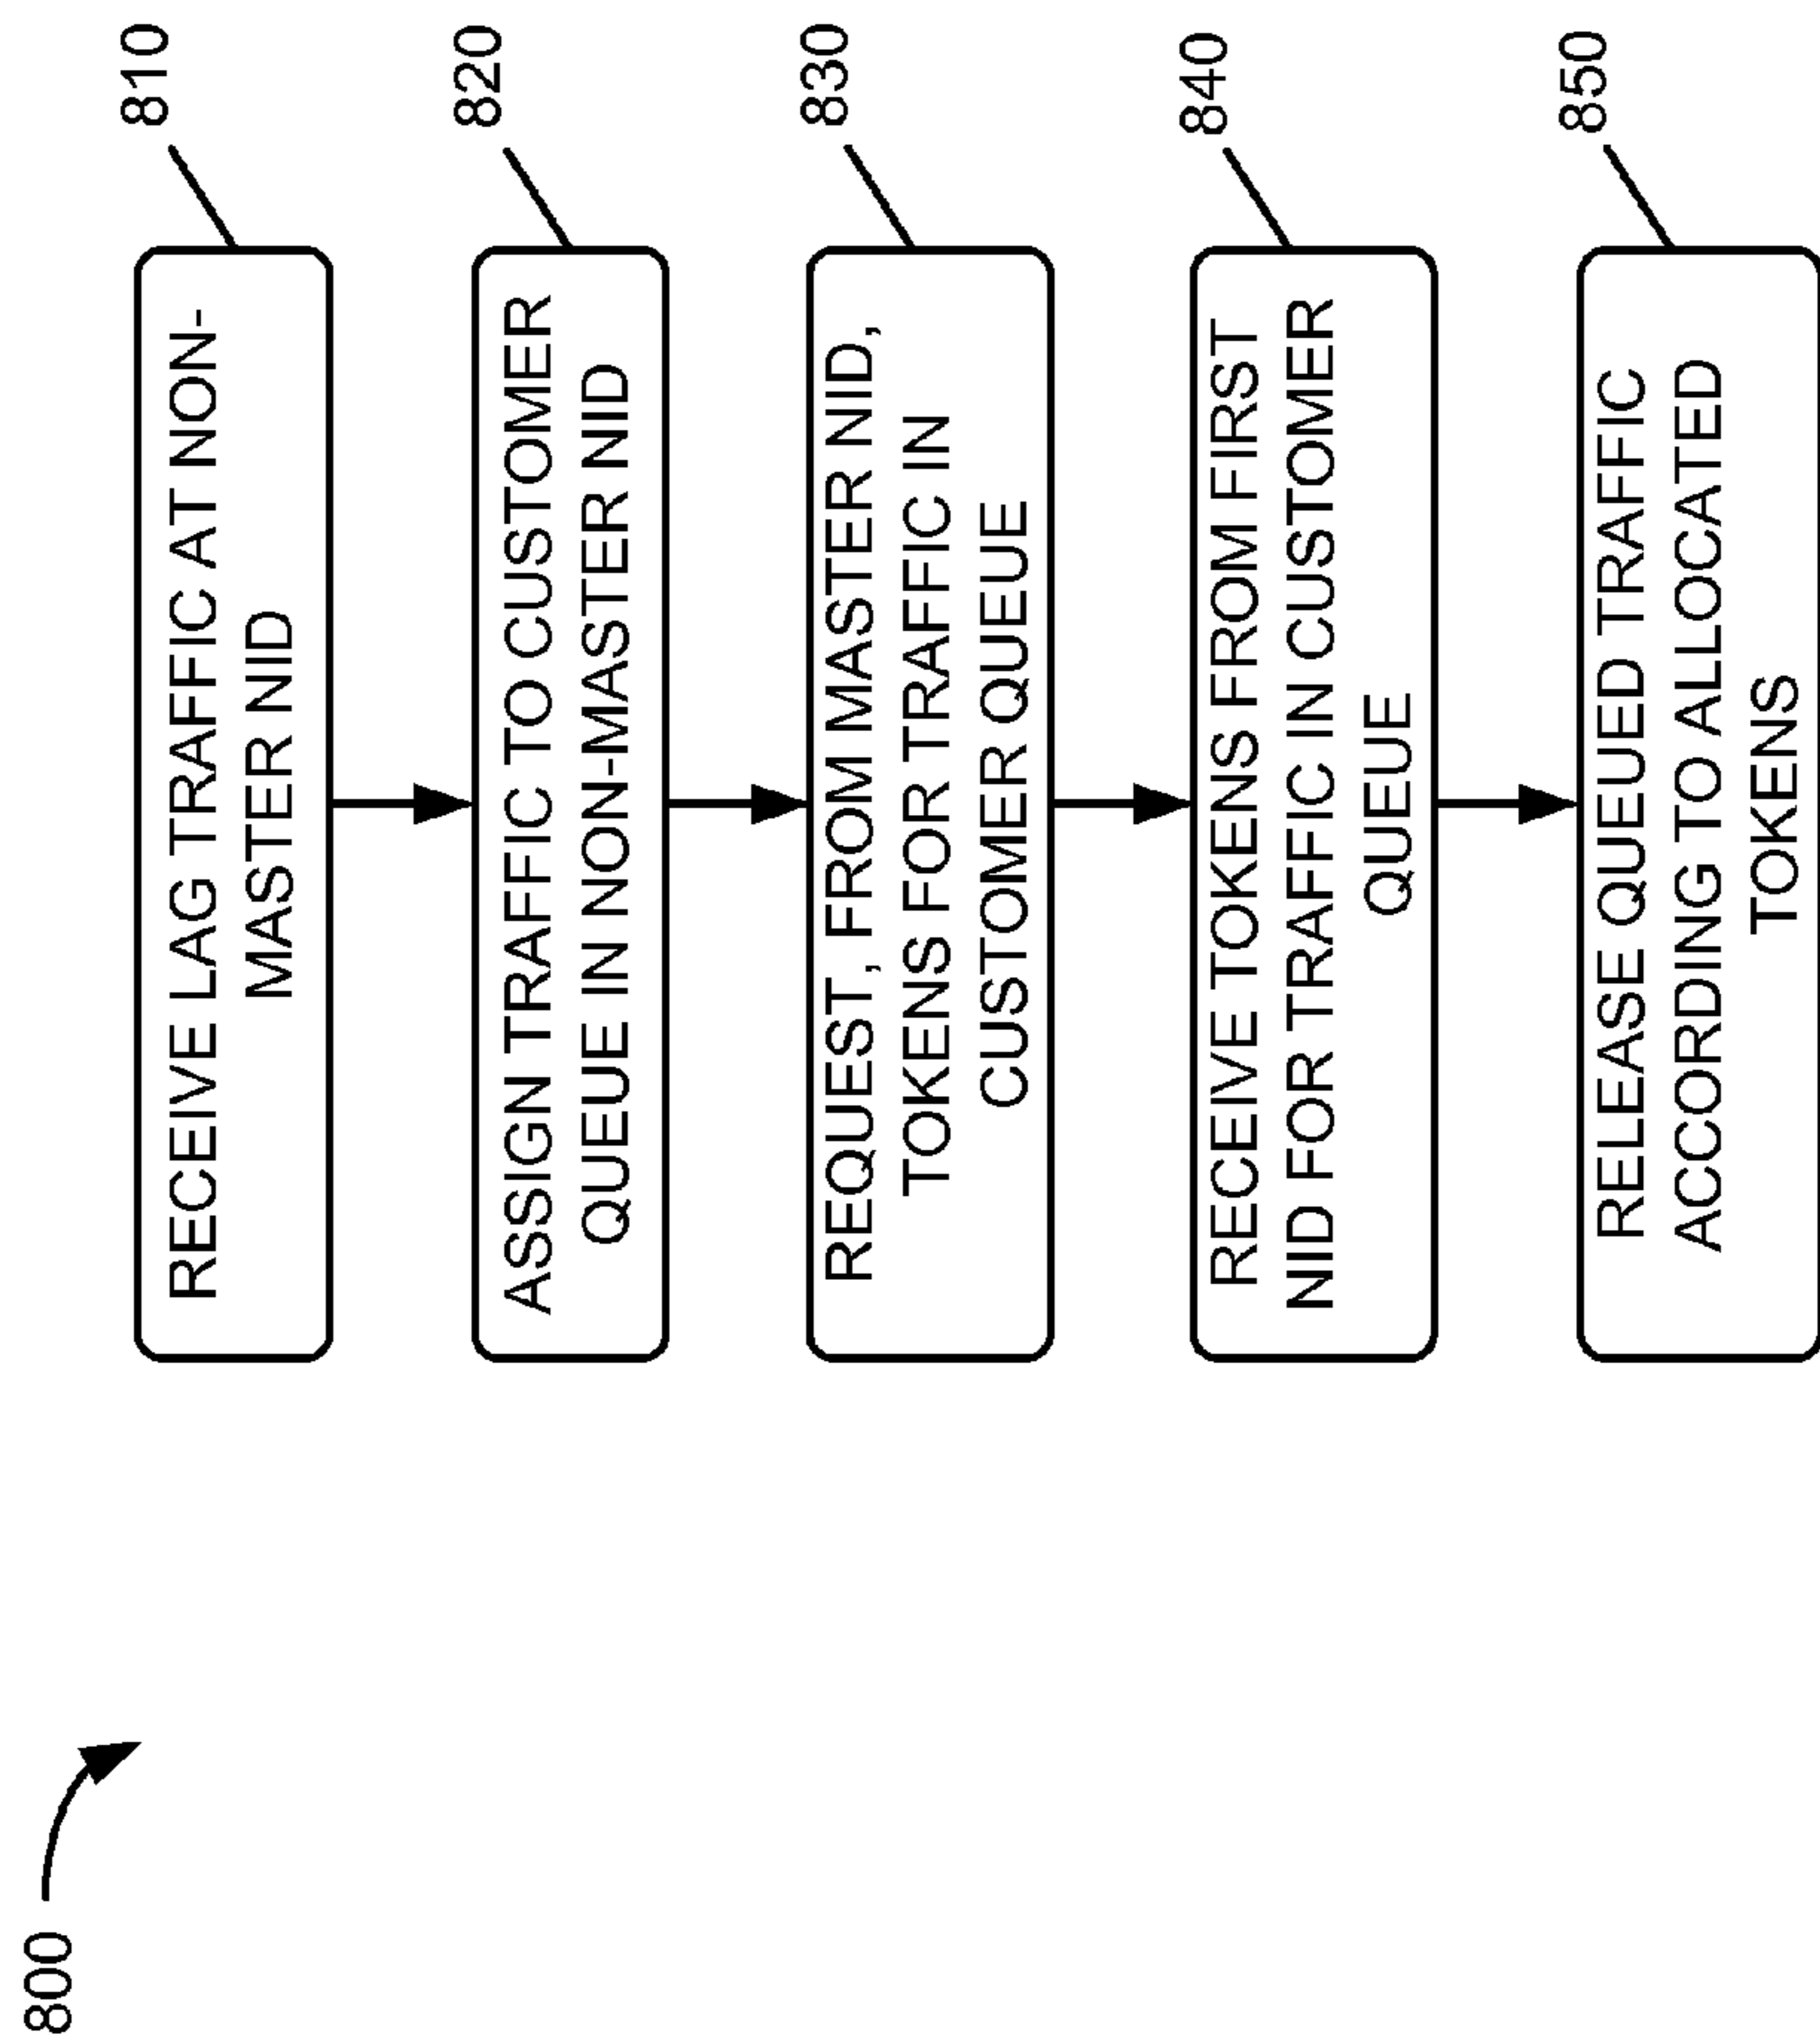 800
810
RECEIVE LAG TRAFFIC AT NON-
MASTER NID
820
ASSIGN TRAFFIC TO CUSTOMER
QUEUE IN NON-MASTER NID
830
REQUEST, FROM MASTER NID,
TOKENS FOR TRAFFIC IN
CUSTOMER QUEUE
840
RECEIVE TOKENS FROM FIRST
NID FOR TRAFFIC IN CUSTOMER
QUEUE
850
RELEASE QUEUED TRAFFIC
ACCORDING TO ALLOCATED
TOKENS